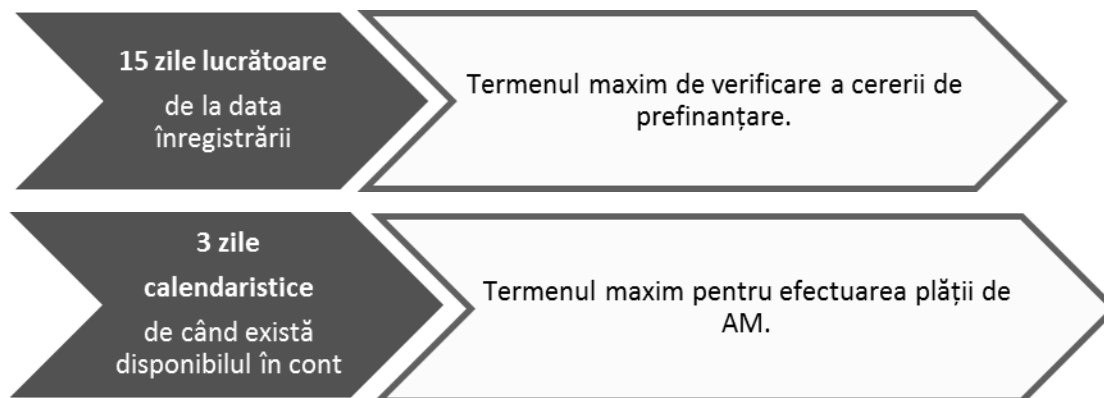 15 zile lucrătoare
de la data
înregistrării
Termenul maxim de verificare a cererii de
prefinanțare.
3 zile
calendaristice
de când există
disponibilul în cont
Termenul maxim pentru efectuarea plății de
AM.